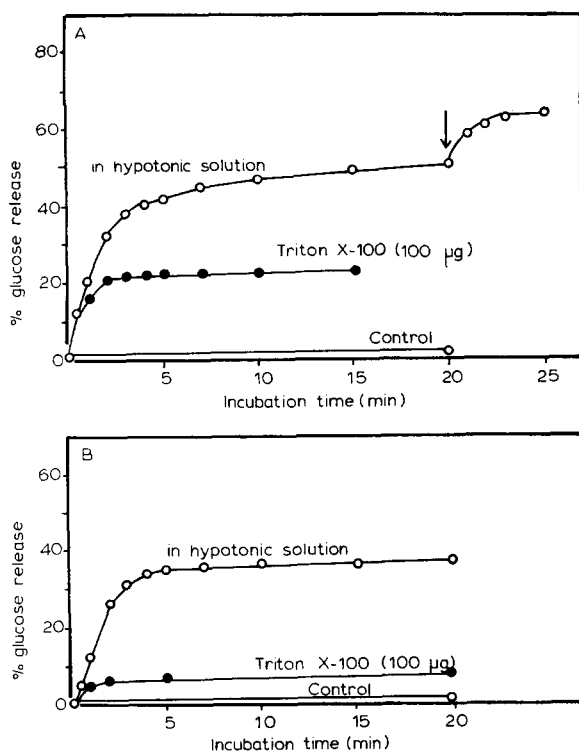 A
80
60
40
20
0
% glucose release
in hypotonic solution
Triton X-100 (100 µg)
Control
5
10
15
20
25
Incubation time (min)
B
60
40
20
0
% glucose release
in hypotonic solution
Triton X-100 (100 µg)
Control
5
10
15
20
Incubation time (min)